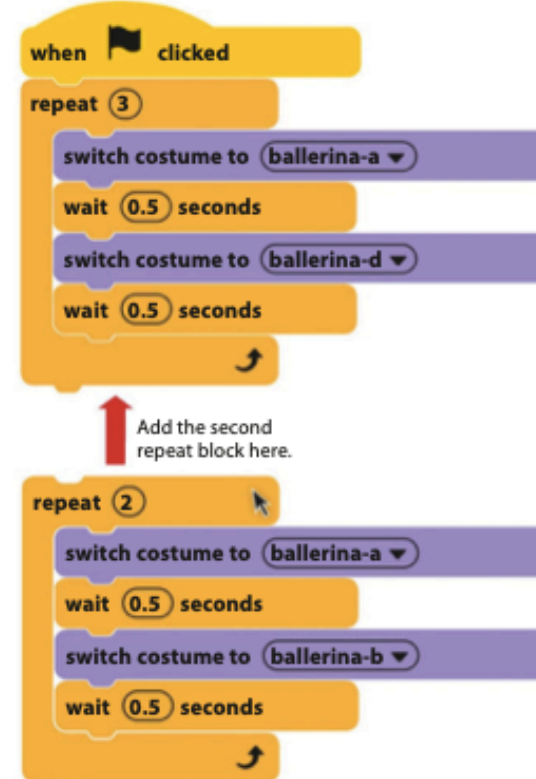 when clicked
repeat 3
switch costume to ballerina-a
wait 0.5 seconds
switch costume to ballerina-d
wait 0.5 seconds
Add the second
repeat block here.
repeat 2
switch costume to ballerina-a
wait 0.5 seconds
switch costume to ballerina-b
wait 0.5 seconds